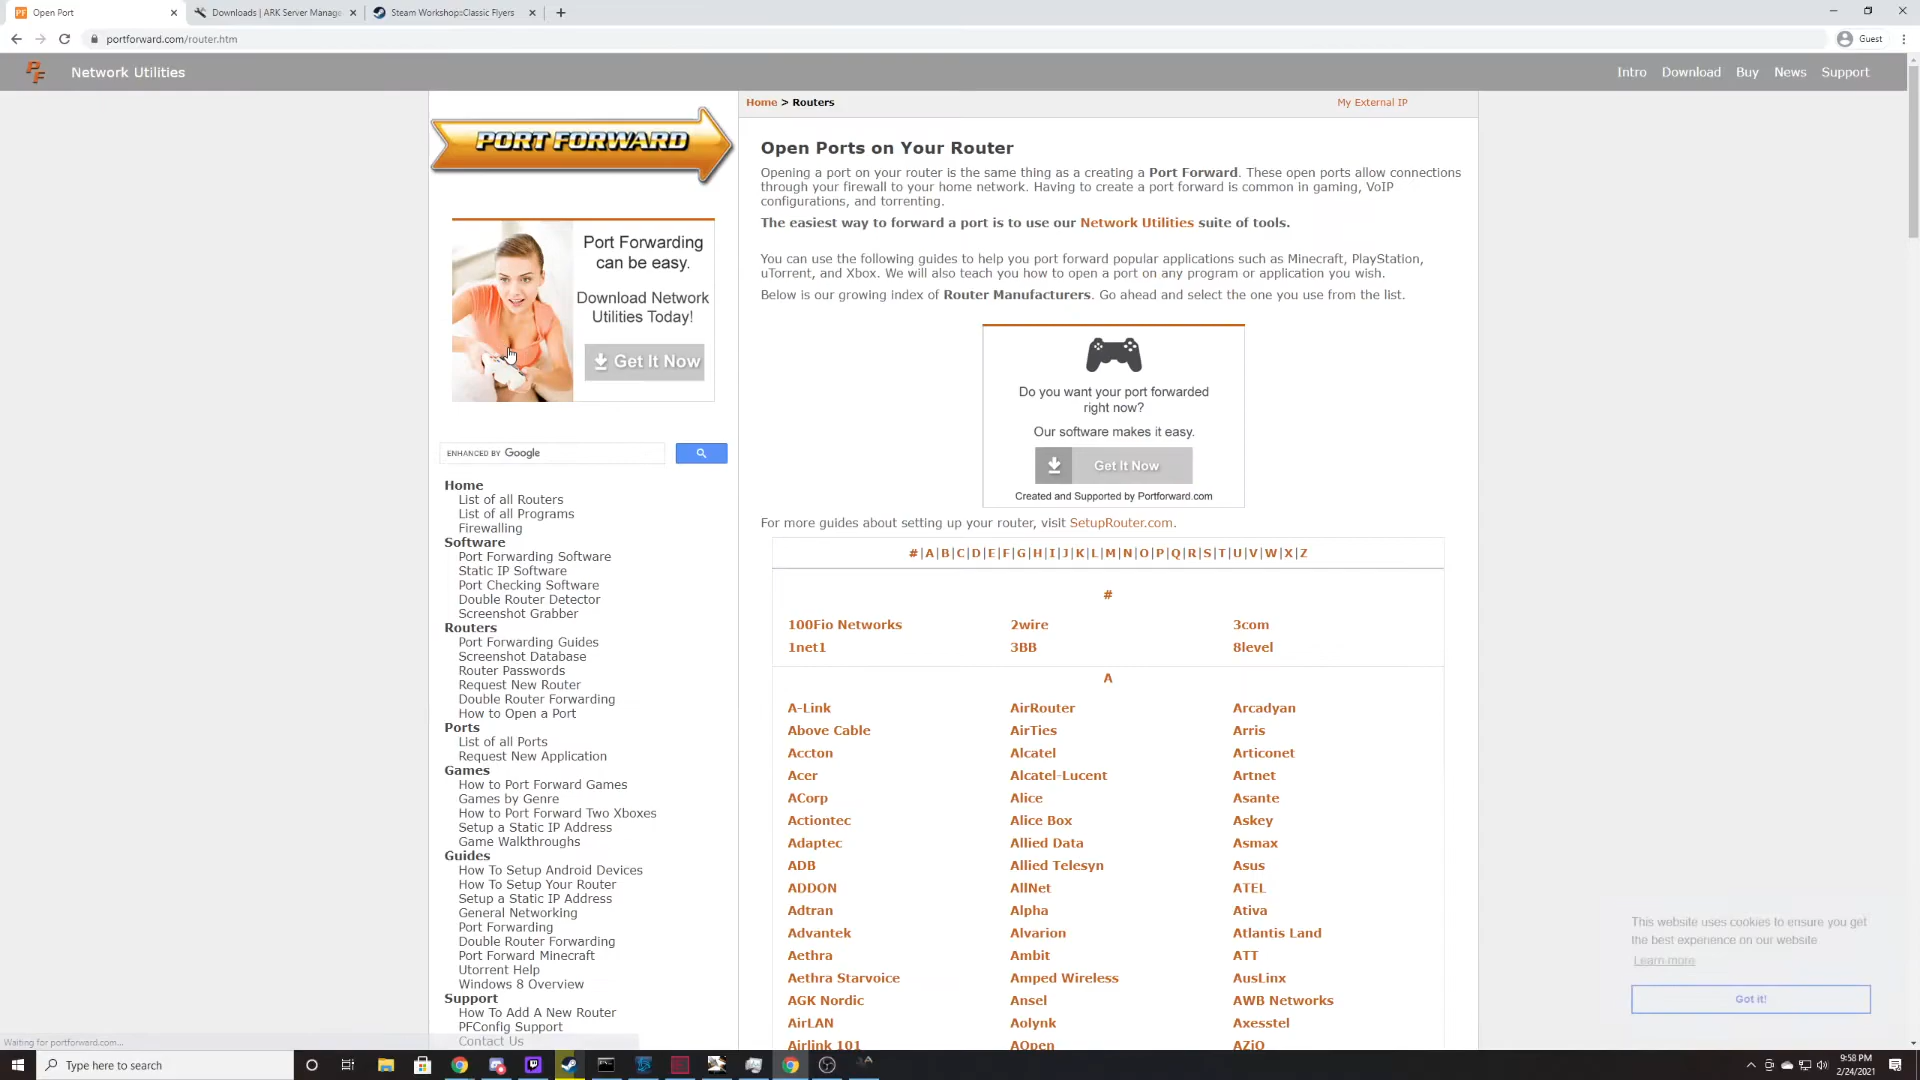 Open Port
Downloads | ARK Server Manage
Steam Workshop::Classic Flyers
portforward.com/router.htm
Guest
PF
Network Utilities
Intro
Download
Buy
News
Support
PORT FORWARD
Port Forwarding
can be easy.
Download Network
Utilities Today!
Get It Now
ENHANCED BY Google
Home
List of all Routers
List of all Programs
Firewalling
Software
Port Forwarding Software
Static IP Software
Port Checking Software
Double Router Detector
Screenshot Grabber
Routers
Port Forwarding Guides
Screenshot Database
Router Passwords
Request New Router
Double Router Forwarding
How to Open a Port
Ports
List of all Ports
Request New Application
Games
How to Port Forward Games
Games by Genre
How to Port Forward Two Xboxes
Setup a Static IP Address
Game Walkthroughs
Guides
How To Setup Android Devices
How To Setup Your Router
Setup a Static IP Address
General Networking
Port Forwarding
Double Router Forwarding
Port Forward Minecraft
Utorrent Help
Windows 8 Overview
Support
How To Add A New Router
PFConfig Support
Contact Us
Home > Routers
My External IP
Open Ports on Your Router
Opening a port on your router is the same thing as a creating a Port Forward. These open ports allow connections
through your firewall to your home network. Having to create a port forward is common in gaming, VoIP
configurations, and torrenting.
The easiest way to forward a port is to use our Network Utilities suite of tools.
You can use the following guides to help you port forward popular applications such as Minecraft, PlayStation,
uTorrent, and Xbox. We will also teach you how to open a port on any program or application you wish.
Below is our growing index of Router Manufacturers. Go ahead and select the one you use from the list.
Do you want your port forwarded
right now?
Our software makes it easy.
Get It Now
Created and Supported by Portforward.com
For more guides about setting up your router, visit SetupRouter.com.
#|A|B|C|D|E|F|G|H|I|J|K|L|M|N|O|P|Q|R|S|T|U|V|W|X|Z
#
100Fio Networks 2wire 3com
1net1 3BB 8level
A
A-Link AirRouter Arcadyan
Above Cable AirTies Arris
Accton Alcatel Articonet
Acer Alcatel-Lucent Artnet
ACorp Alice Asante
Actiontec Alice Box Askey
Adaptec Allied Data Asmax
ADB Allied Telesyn Asus
ADDON AllNet ATEL
Adtran Alpha Ativa
Advantek Alvarion Atlantis Land
Aethra Ambit ATT
Aethra Starvoice Amped Wireless AusLinx
AGK Nordic Ansel AWB Networks
AirLAN Aolynk Axesstel
Airlink 101 AOpen AZiO
This website uses cookies to ensure you get
the best experience on our website
Learn more
Got it!
Waiting for portforward.com...
Type here to search
9:58 PM
2/24/2021